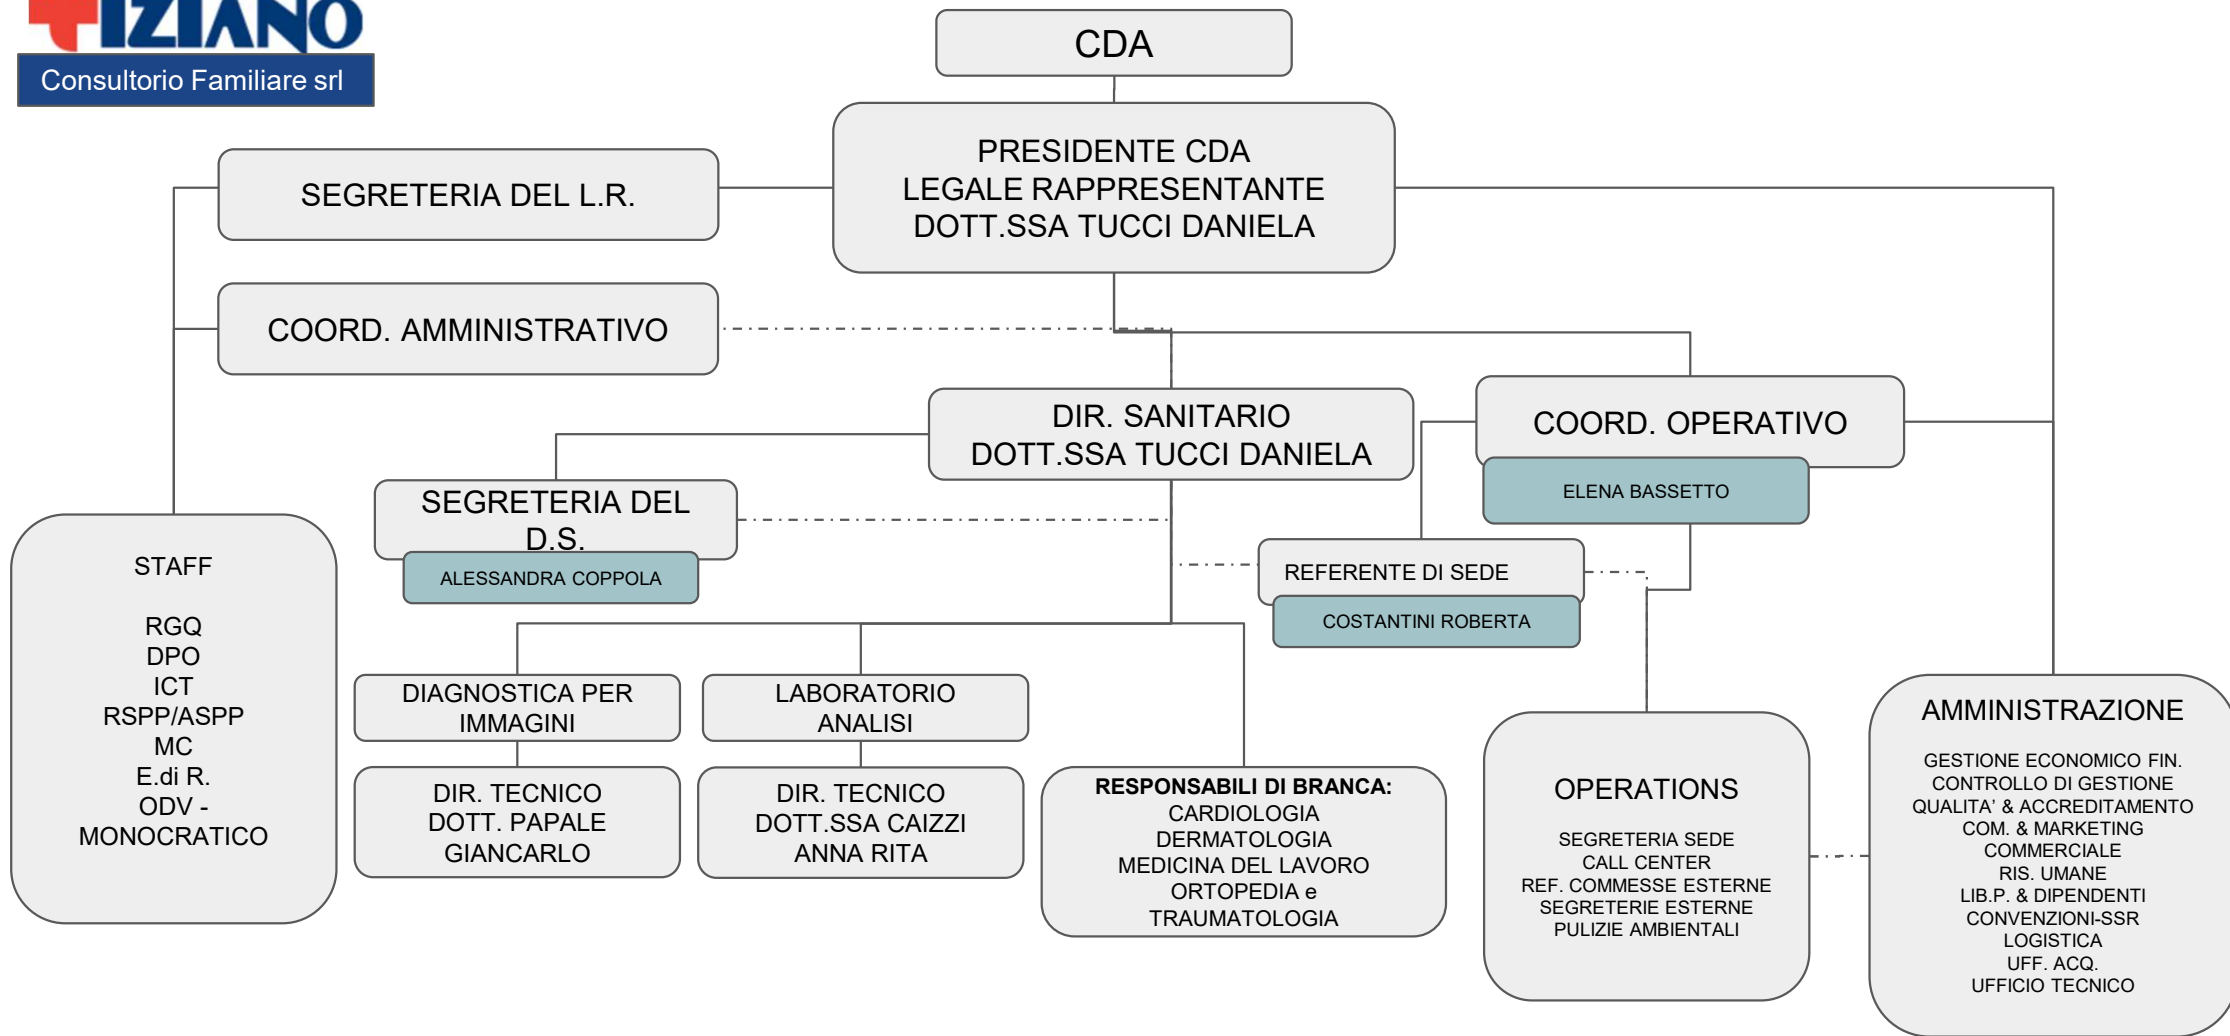 TIZIANO
Consultorio Familiare srl
CDA
PRESIDENTE CDA
LEGALE RAPPRESENTANTE
DOTT.SSA TUCCI DANIELA
SEGRETERIA DEL L.R.
COORD. AMMINISTRATIVO
DIR. SANITARIO
DOTT.SSA TUCCI DANIELA
COORD. OPERATIVO
ELENA BASSETTO
SEGRETERIA DEL
D.S.
ALESSANDRA COPPOLA
REFERENTE DI SEDE
COSTANTINI ROBERTA
STAFF
RGQ
DPO
ICT
RSPP/ASPP
MC
E.di R.
ODV -
MONOCRATICO
DIAGNOSTICA PER
IMMAGINI
LABORATORIO
ANALISI
DIR. TECNICO
DOTT. PAPALE
GIANCARLO
DIR. TECNICO
DOTT.SSA CAIZZI
ANNA RITA
RESPONSABILI DI BRANCA:
CARDIOLOGIA
DERMATOLOGIA
MEDICINA DEL LAVORO
ORTOPEDIA e
TRAUMATOLOGIA
OPERATIONS
SEGRETERIA SEDE
CALL CENTER
REF. COMMESSE ESTERNE
SEGRETERIE ESTERNE
PULIZIE AMBIENTALI
AMMINISTRAZIONE
GESTIONE ECONOMICO FIN.
CONTROLLO DI GESTIONE
QUALITA’ & ACCREDITAMENTO
COM. & MARKETING
COMMERCIALE
RIS. UMANE
LIB.P. & DIPENDENTI
CONVENZIONI-SSR
LOGISTICA
UFF. ACQ.
UFFICIO TECNICO